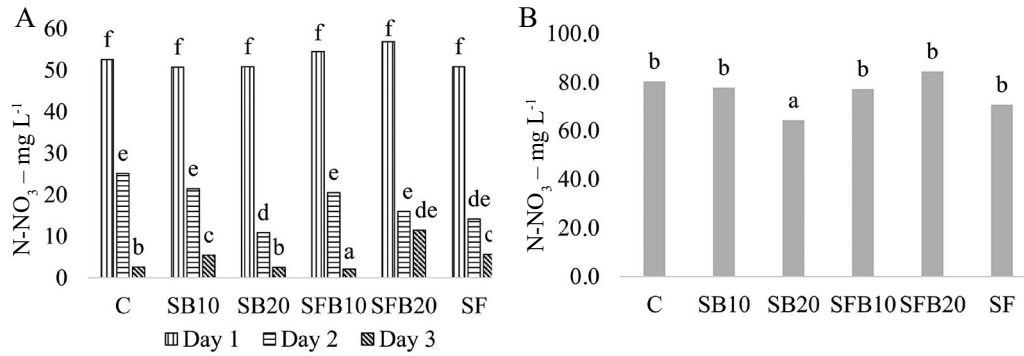 A
N-NO3 – mg L-1
60
50
40
30
20
10
0
f e b
f e c
f d b
f e a
f e de
f de c
C SB10 SB20 SFB10 SFB20 SF
Day 1 Day 2 Day 3
B
N-NO3 – mg L-1
100.0
80.0
60.0
40.0
20.0
0.0
b b a b b b
C SB10 SB20 SFB10 SFB20 SF